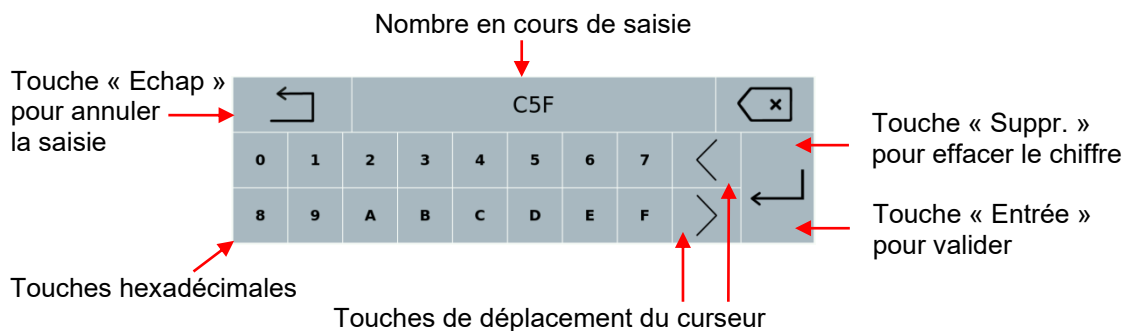 Nombre en cours de saisie
Touche « Echap »
pour annuler
la saisie
C5F
Touche « Suppr. »
pour effacer le chiffre
0 1 2 3 4 5 6 7
8 9 A B C D E F
Touche « Entrée »
pour valider
Touches hexadécimales
Touches de déplacement du curseur